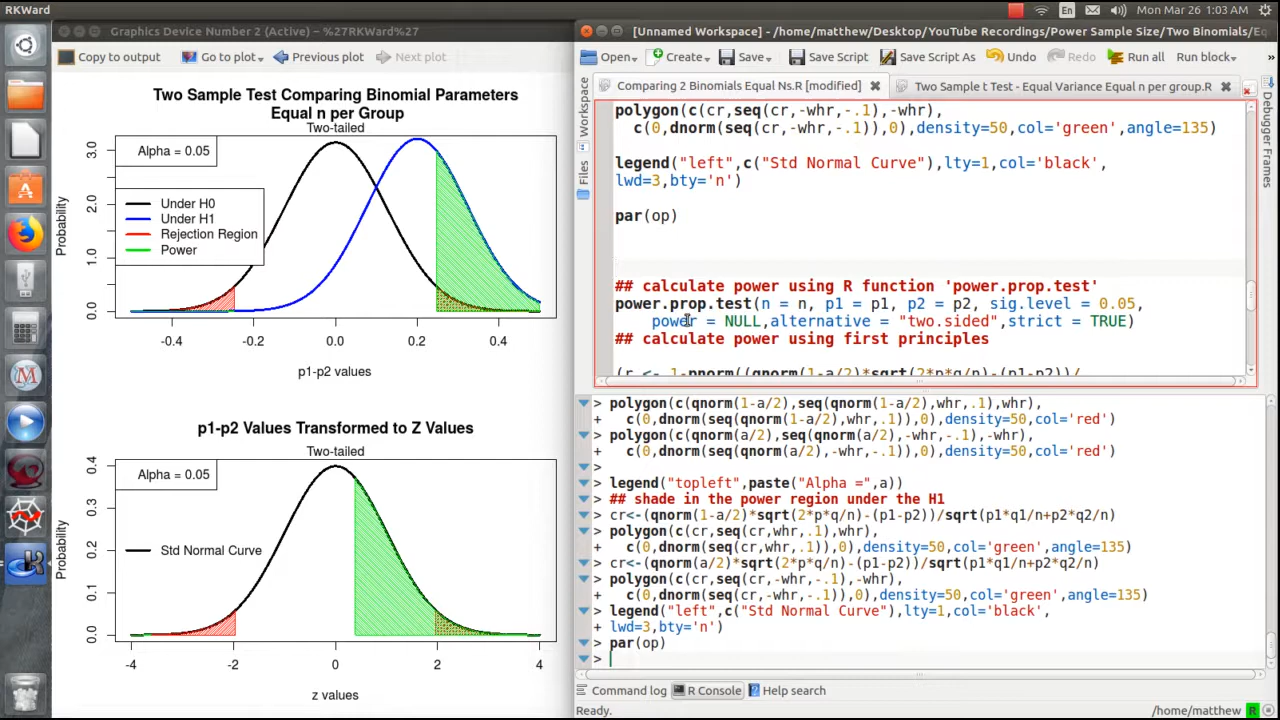 RKWard
En
Mon Mar 26 1:03 AM
Graphics Device Number 2 (Active) – %27RKWard%27
Copy to output
Go to plot
Previous plot
Next plot
Two Sample Test Comparing Binomial Parameters
Equal n per Group
Two-tailed
Alpha = 0.05
Under H0
Under H1
Rejection Region
Power
Probability
3.0
2.0
1.0
0.0
-0.4 -0.2 0.0 0.2 0.4
p1-p2 values
p1-p2 Values Transformed to Z Values
Two-tailed
Alpha = 0.05
Std Normal Curve
Probability
0.4
0.3
0.2
0.1
0.0
-4 -2 0 2 4
z values
[Unnamed Workspace] - /home/matthew/Desktop/YouTube Recordings/Power Sample Size/Two Binomials/Eq
Open
Create
Save
Save Script
Save Script As
Undo
Redo
Run all
Run block
»
Comparing 2 Binomials Equal Ns.R [modified]
Two Sample t Test - Equal Variance Equal n per group.R
Workspace
Files
Debugger Frames
polygon(c(cr,seq(cr,-whr,-.1),-whr),
c(0,dnorm(seq(cr,-whr,-.1)),0),density=50,col='green',angle=135)
legend("left",c("Std Normal Curve"),lty=1,col='black',
lwd=3,bty='n')
par(op)
## calculate power using R function 'power.prop.test'
power.prop.test(n = n, p1 = p1, p2 = p2, sig.level = 0.05,
power = NULL,alternative = "two.sided",strict = TRUE)
## calculate power using first principles
(r <- 1-pnorm((qnorm(1-a/2)*sqrt(2*p*q/n)-(p1-p2))/
> polygon(c(qnorm(1-a/2),seq(qnorm(1-a/2),whr,.1),whr),
+ c(0,dnorm(seq(qnorm(1-a/2),whr,.1)),0),density=50,col='red')
> polygon(c(qnorm(a/2),seq(qnorm(a/2),-whr,-.1),-whr),
+ c(0,dnorm(seq(qnorm(a/2),-whr,-.1)),0),density=50,col='red')
>
> legend("topleft",paste("Alpha =",a))
> ## shade in the power region under the H1
> cr<-(qnorm(1-a/2)*sqrt(2*p*q/n)-(p1-p2))/sqrt(p1*q1/n+p2*q2/n)
> polygon(c(cr,seq(cr,whr,.1),whr),
+ c(0,dnorm(seq(cr,whr,.1)),0),density=50,col='green',angle=135)
> cr<-(qnorm(a/2)*sqrt(2*p*q/n)-(p1-p2))/sqrt(p1*q1/n+p2*q2/n)
> polygon(c(cr,seq(cr,-whr,-.1),-whr),
+ c(0,dnorm(seq(cr,-whr,-.1)),0),density=50,col='green',angle=135)
> legend("left",c("Std Normal Curve"),lty=1,col='black',
+ lwd=3,bty='n')
> par(op)
>
Command log
R Console
Help search
Ready.
/home/matthew
R